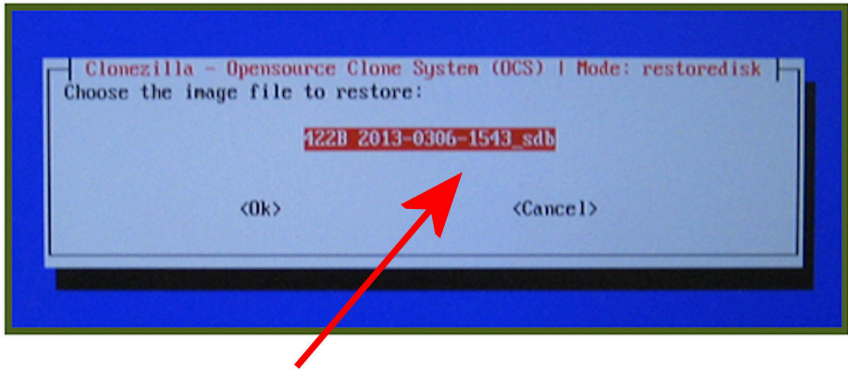 Clonezilla - Opensource Clone System (OCS) | Mode: restoredisk
Choose the image file to restore:
422B 2013-0306-1543_sdb
<Ok> <Cancel>